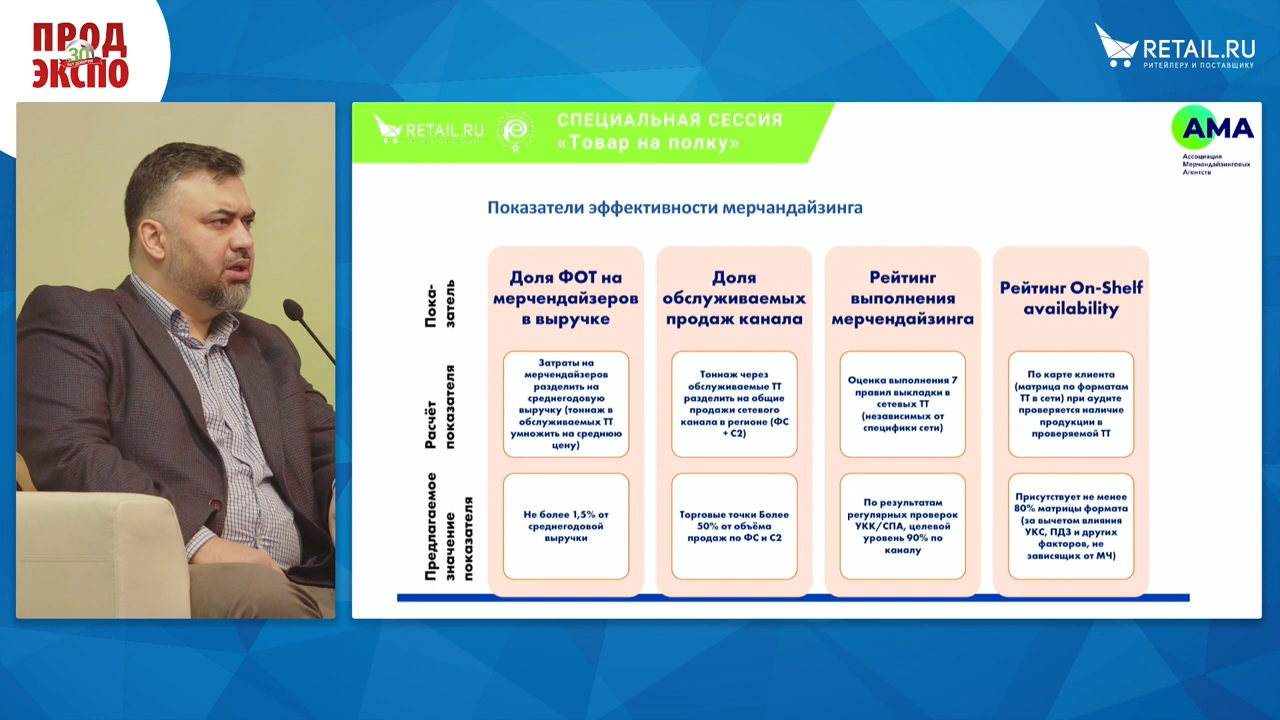 ПРОД
30
ЛЕТ ДОВЕРИЯ
ЭКСПО
RETAIL.RU
РИТЕЙЛЕРУ И ПОСТАВЩИКУ
RETAIL.RU
СПЕЦИАЛЬНАЯ СЕССИЯ
«Товар на полку»
АМА
Ассоциация
Мерчандайзинговых
Агентств
Показатели эффективности мерчандайзинга
Пока-
затель
Доля ФОТ на
мерчендайзеров
в выручке
Доля
обслуживаемых
продаж канала
Рейтинг
выполнения
мерчендайзинга
Рейтинг On-Shelf
availability
Расчёт
показателя
Затраты на
мерчендайзеров
разделить на
среднегодовую
выручку (тоннаж в
обслуживаемых ТТ
умножить на среднюю
цену)
Тоннаж через
обслуживаемые ТТ
разделить на общие
продажи сетевого
канала в регионе (ФС
+ С2)
Оценка выполнения 7
правил выкладки в
сетевых ТТ
(независимых от
специфики сети)
По карте клиента
(матрица по форматам
ТТ в сети) при аудите
проверяется наличие
продукции в
проверяемой ТТ
Предлагаемое
значение
показателя
Не более 1,5% от
среднегодовой
выручки
Торговые точки Более
50% от объёма
продаж по ФС и С2
По результатам
регулярных проверок
УКК/СПА, целевой
уровень 90% по
каналу
Присутствует не менее
80% матрицы формата
(за вычетом влияния
УКС, ПДЗ и других
факторов, не
зависящих от МЧ)